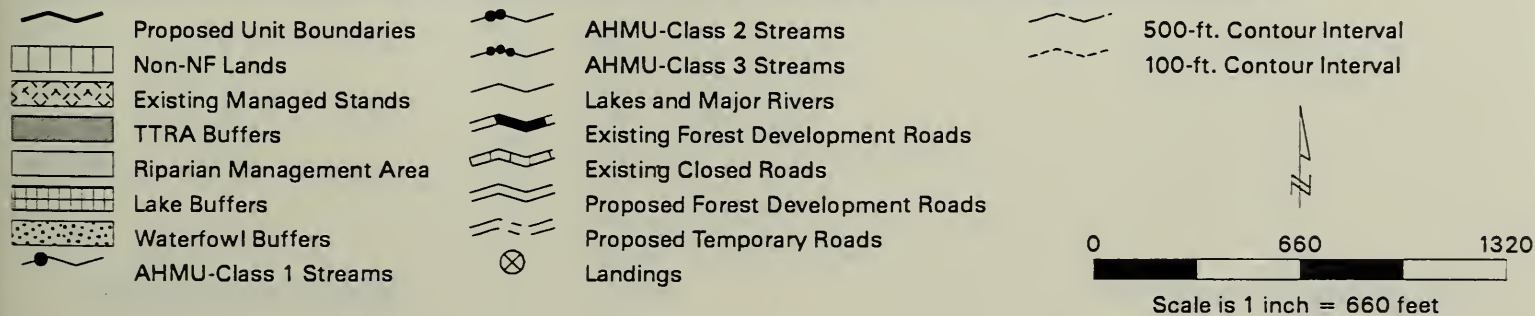 Proposed Unit Boundaries
Non-NF Lands
Existing Managed Stands
TTRA Buffers
Riparian Management Area
Lake Buffers
Waterfowl Buffers
AHMU-Class 1 Streams
AHMU-Class 2 Streams
AHMU-Class 3 Streams
Lakes and Major Rivers
Existing Forest Development Roads
Existing Closed Roads
Proposed Forest Development Roads
Proposed Temporary Roads
Landings
500-ft. Contour Interval
100-ft. Contour Interval
N
0 660 1320
Scale is 1 inch = 660 feet